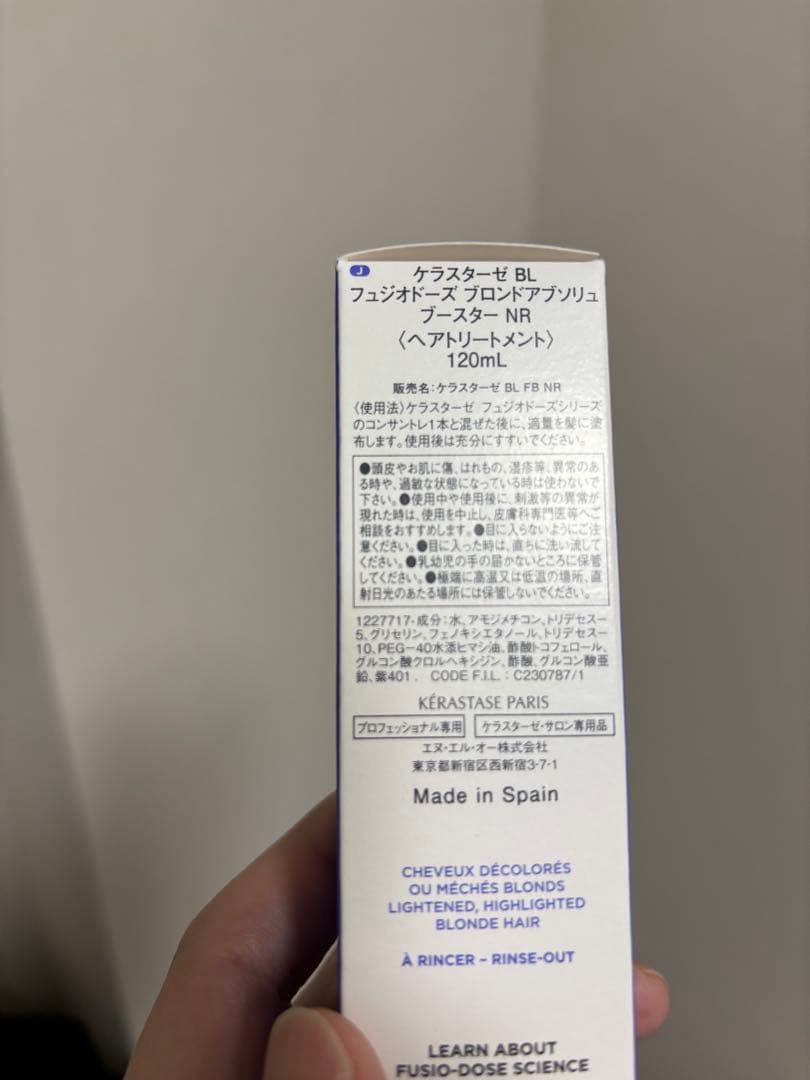 J
ケラスターゼ BL
フュジオドーズ ブロンドアブソリュ
ブースター NR
〈ヘアトリートメント〉
120mL
販売名:ケラスターゼ BL FB NR
〈使用法〉ケラスターゼ フュジオドーズシリーズ
のコンサントレ1本と混ぜた後に、適量を髪に塗
布します。使用後は充分にすすいでください。
●頭皮やお肌に傷、はれもの、湿疹等、異常のあ
る時や、過敏な状態になっている時は使わないで
下さい。●使用中や使用後に、刺激等の異常が
現れた時は、使用を中止し、皮膚科専門医等へご
相談をおすすめします。●目に入らないようにご注
意ください。●目に入った時は、直ちに洗い流して
ください。●乳幼児の手の届かないところに保管
してください。●極端に高温又は低温の場所、直
射日光のあたる場所には保管しないでください。
1227717-成分:水、アモジメチコン、トリデセス-
5、グリセリン、フェノキシエタノール、トリデセス-
10、PEG-40水添ヒマシ油、酢酸トコフェロール、
グルコン酸クロルヘキシジン、酢酸、グルコン酸亜
鉛、紫401. CODE F.I.L.: C230787/1
KÉRASTASE PARIS
プロフェッショナル専用 ケラスターゼ・サロン専用品
エヌ・エル・オー株式会社
東京都新宿区西新宿3-7-1
Made in Spain
CHEVEUX DÉCOLORÉS
OU MÉCHÉS BLONDS
LIGHTENED, HIGHLIGHTED
BLONDE HAIR
À RINCER - RINSE-OUT
LEARN ABOUT
FUSIO-DOSE SCIENCE